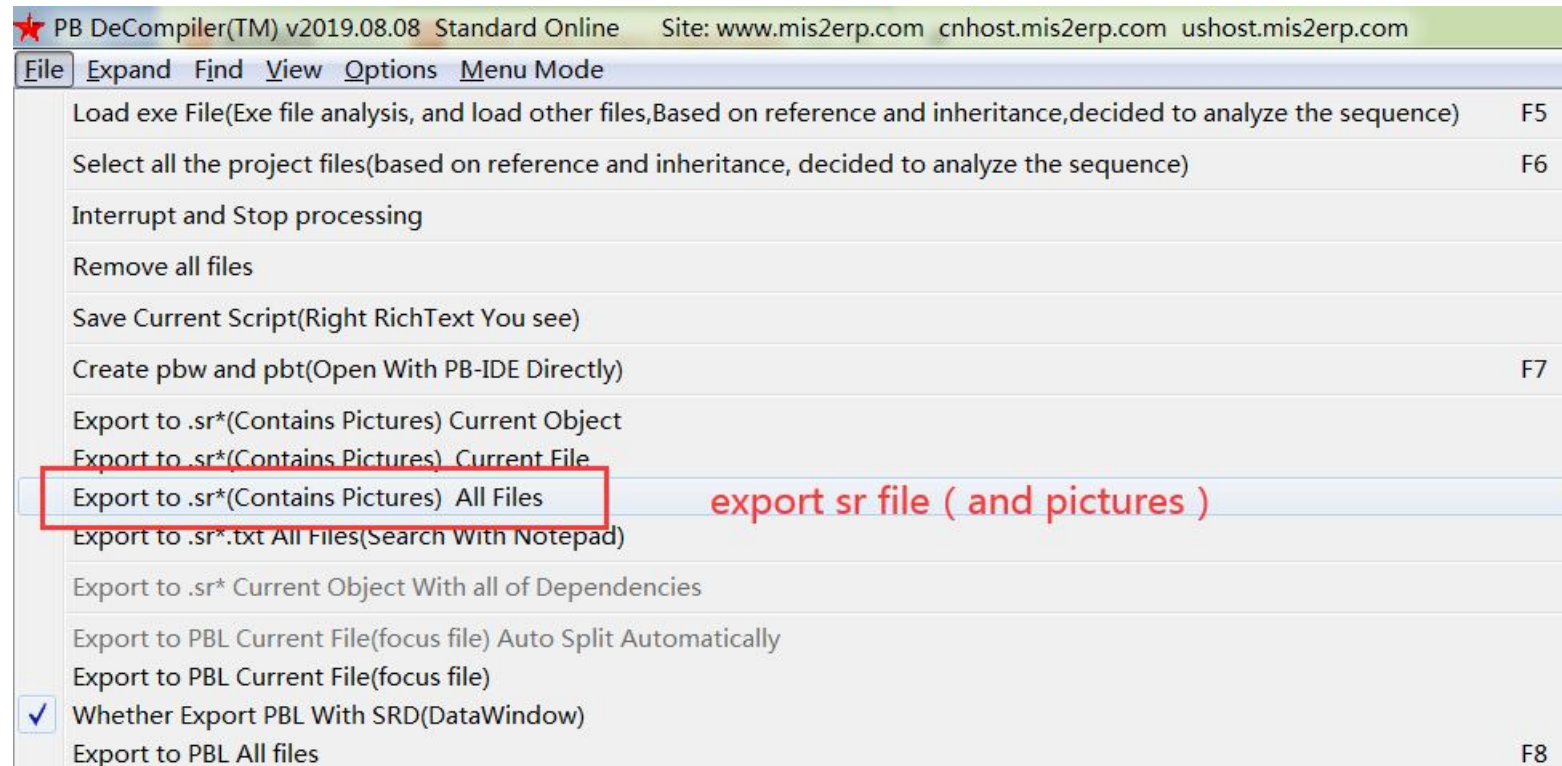 PB DeCompiler(TM) v2019.08.08 Standard Online Site: www.mis2erp.com cnhost.mis2erp.com ushost.mis2erp.com
File Expand Find View Options Menu Mode
Load exe File(Exe file analysis, and load other files,Based on reference and inheritance,decided to analyze the sequence) F5
Select all the project files(based on reference and inheritance, decided to analyze the sequence) F6
Interrupt and Stop processing
Remove all files
Save Current Script(Right RichText You see)
Create pbw and pbt(Open With PB-IDE Directly) F7
Export to .sr*(Contains Pictures) Current Object
Export to .sr*(Contains Pictures) Current File
Export to .sr*(Contains Pictures) All Files export sr file ( and pictures )
Export to .sr*.txt All Files(Search With Notepad)
Export to .sr* Current Object With all of Dependencies
Export to PBL Current File(focus file) Auto Split Automatically
Export to PBL Current File(focus file)
Whether Export PBL With SRD(DataWindow)
Export to PBL All files F8